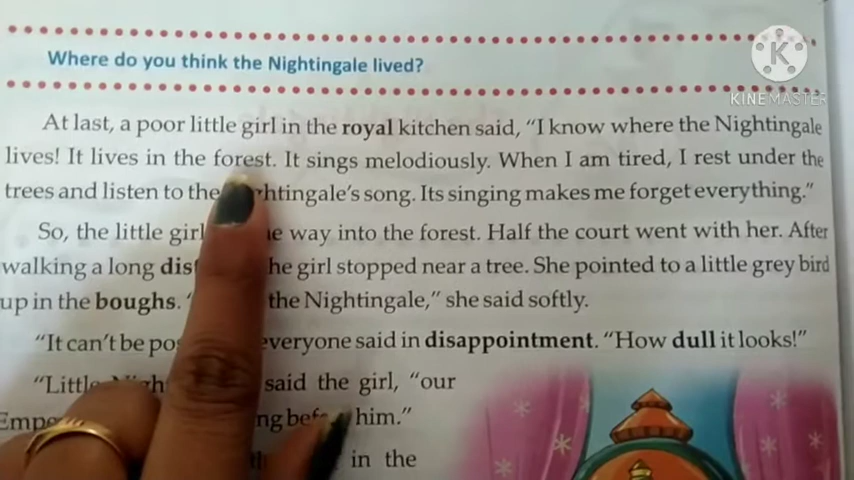 Where do you think the Nightingale lived?
KINEMASTER
At last, a poor little girl in the royal kitchen said, "I know where the Nightingale
lives! It lives in the forest. It sings melodiously. When I am tired, I rest under the
trees and listen to the htingale's song. Its singing makes me forget everything."
So, the little girl way into the forest. Half the court went with her. After
walking a long he girl stopped near a tree. She pointed to a little grey bird
up in the boughs. the Nightingale," she said softly.
"It can't be everyone said in disappointment. "How dull it looks!"
"Little said the girl, "our
him."
in the